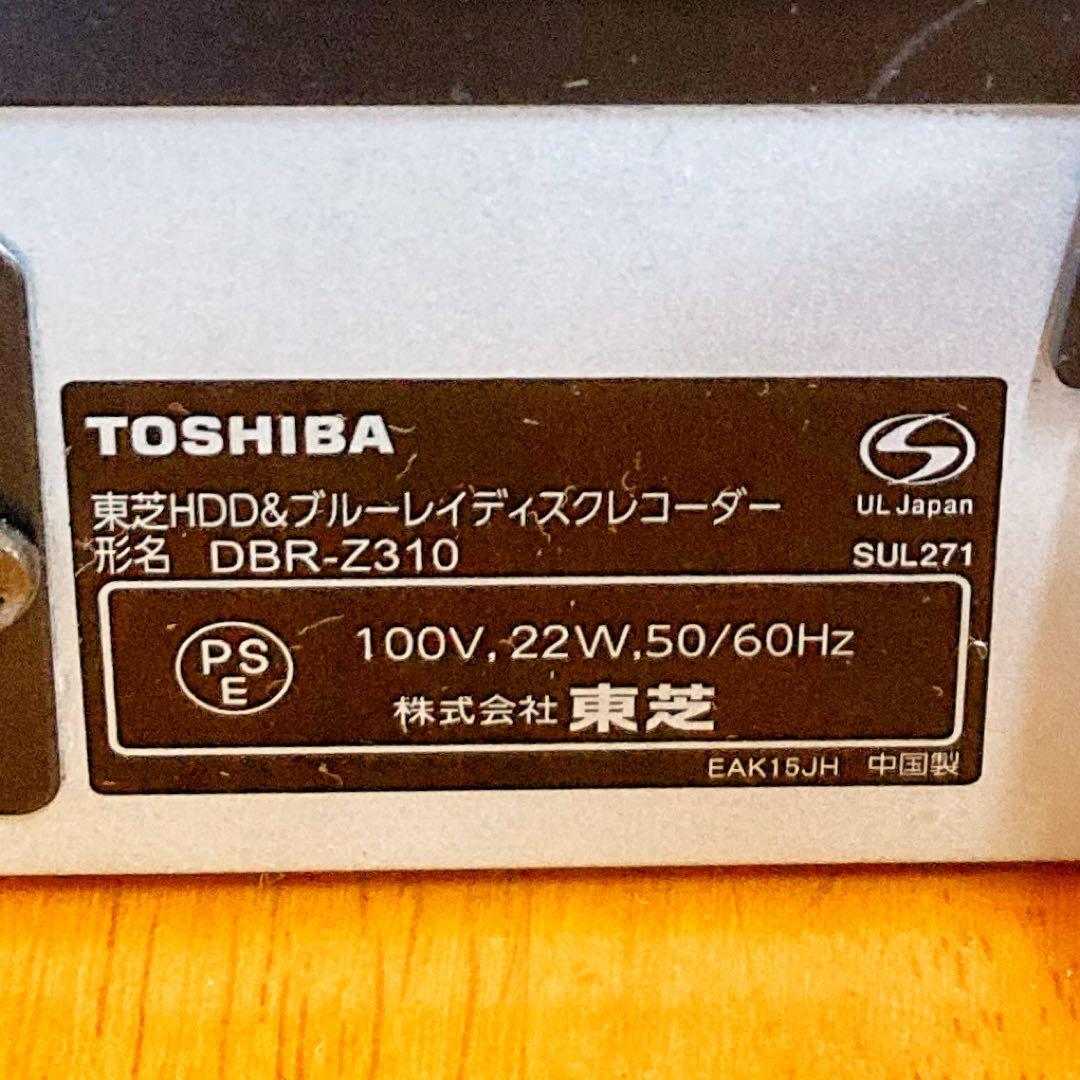 TOSHIBA
UL Japan
東芝HDD&ブルーレイディスクレコーダー
形名 DBR-Z310
SUL271
PSE
100V, 22W, 50/60Hz
株式会社 東芝
EAK15JH 中国製